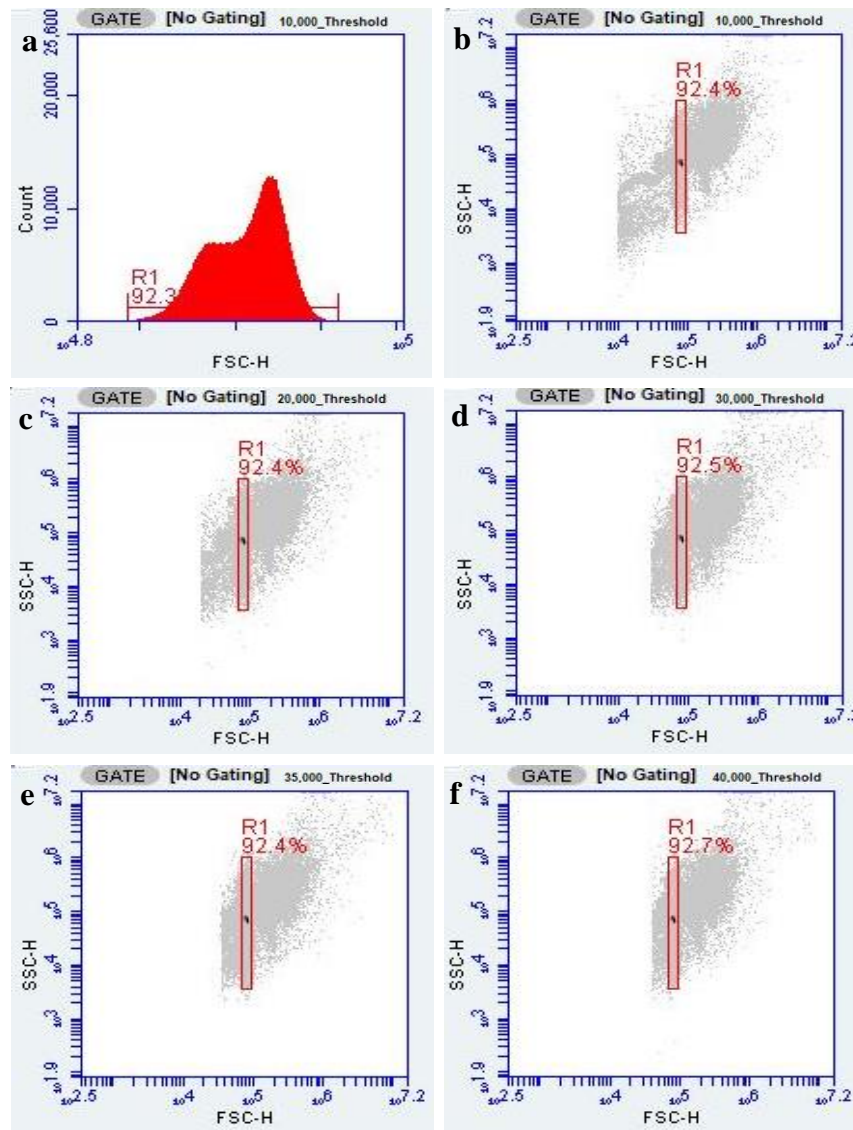 a
GATE [No Gating] 10,000_Threshold
25,600
20,000
10,000
0
Count
R1
92.3
10^4.8
10^5
FSC-H
b
GATE [No Gating] 10,000_Threshold
10^7.2
10^6
10^5
10^4
10^3
10^1.9
SSC-H
R1
92.4%
10^2.5
10^4
10^5
10^6
10^7.2
FSC-H
c
GATE [No Gating] 20,000_Threshold
10^7.2
10^6
10^5
10^4
10^3
10^1.9
SSC-H
R1
92.4%
10^2.5
10^4
10^5
10^6
10^7.2
FSC-H
d
GATE [No Gating] 30,000_Threshold
10^7.2
10^6
10^5
10^4
10^3
10^1.9
SSC-H
R1
92.5%
10^2.5
10^4
10^5
10^6
10^7.2
FSC-H
e
GATE [No Gating] 35,000_Threshold
10^7.2
10^6
10^5
10^4
10^3
10^1.9
SSC-H
R1
92.4%
10^2.5
10^4
10^5
10^6
10^7.2
FSC-H
f
GATE [No Gating] 40,000_Threshold
10^7.2
10^6
10^5
10^4
10^3
10^1.9
SSC-H
R1
92.7%
10^2.5
10^4
10^5
10^6
10^7.2
FSC-H